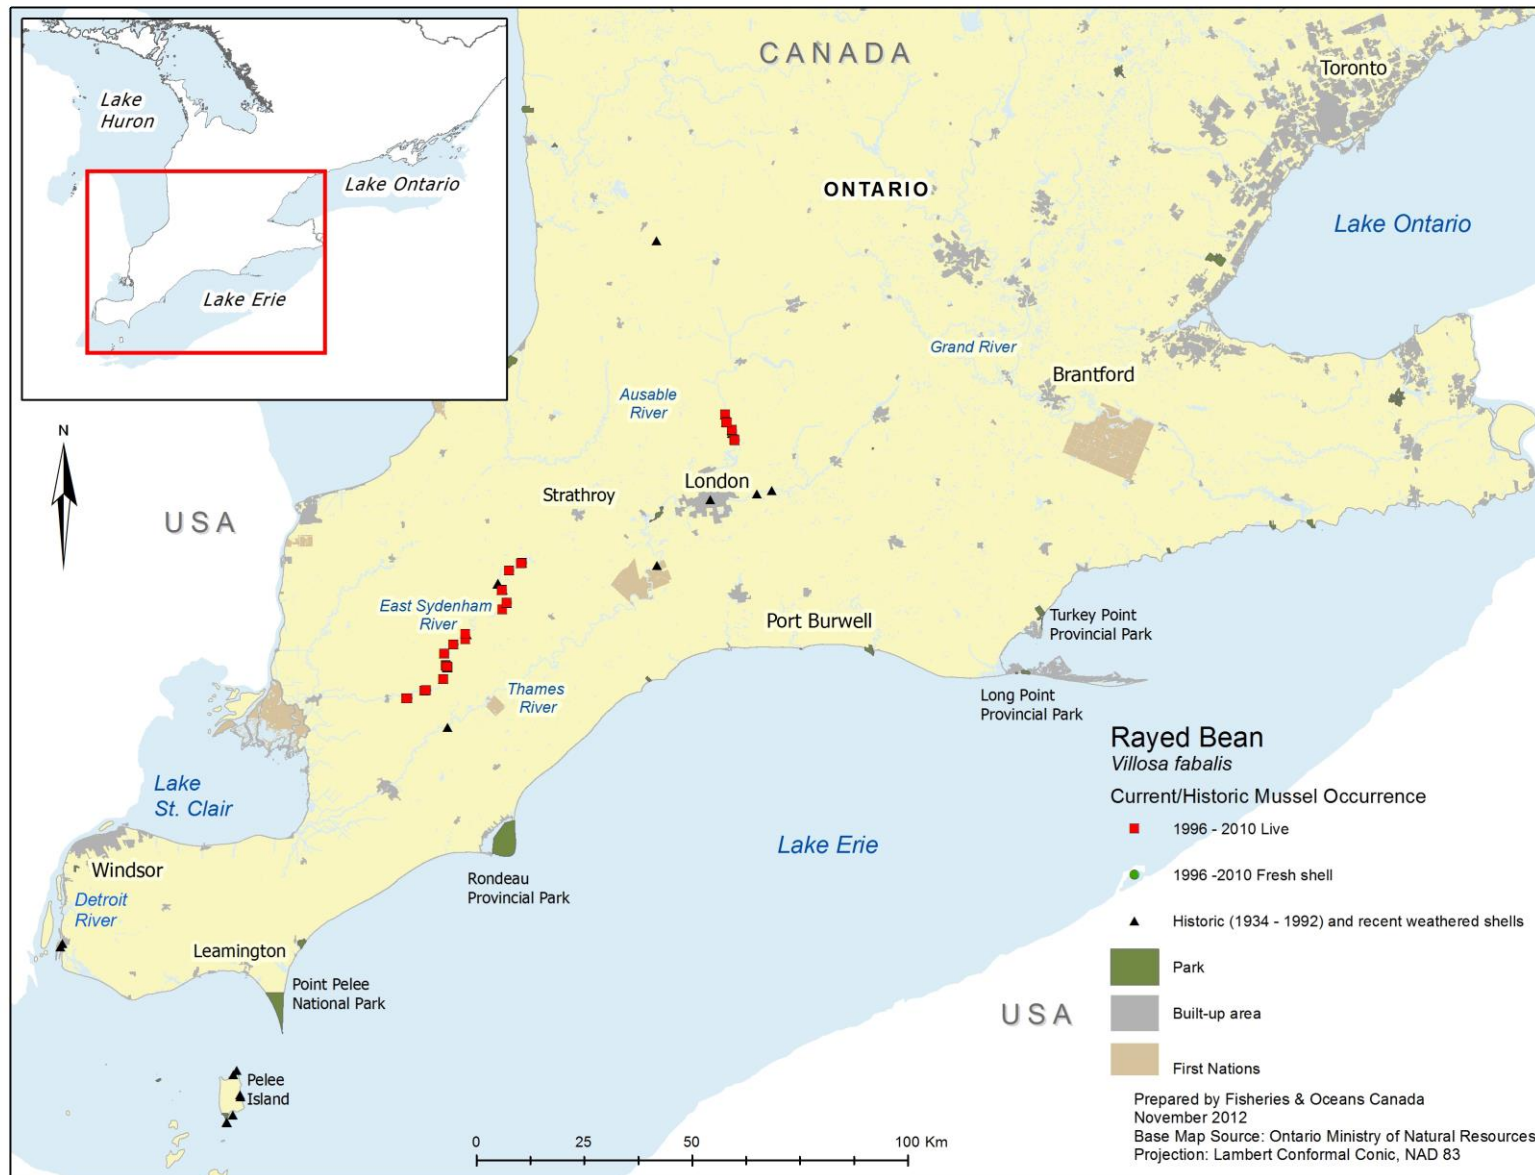 CANADA
Toronto
Lake
Huron
Lake Ontario
Lake Erie
ONTARIO
Lake Ontario
Grand River
Brantford
Ausable
River
N
USA
Strathroy
London
East Sydenham
River
Port Burwell
Turkey Point
Provincial Park
Thames
River
Long Point
Provincial Park
Lake
St. Clair
Lake Erie
Windsor
Detroit
River
Rondeau
Provincial Park
Leamington
Point Pelee
National Park
USA
Pelee
Island
Rayed Bean
Villosa fabalis
Current/Historic Mussel Occurrence
1996 - 2010 Live
1996 -2010 Fresh shell
Historic (1934 - 1992) and recent weathered shells
Park
Built-up area
First Nations
Prepared by Fisheries & Oceans Canada
November 2012
Base Map Source: Ontario Ministry of Natural Resources
Projection: Lambert Conformal Conic, NAD 83
0 25 50 100 Km